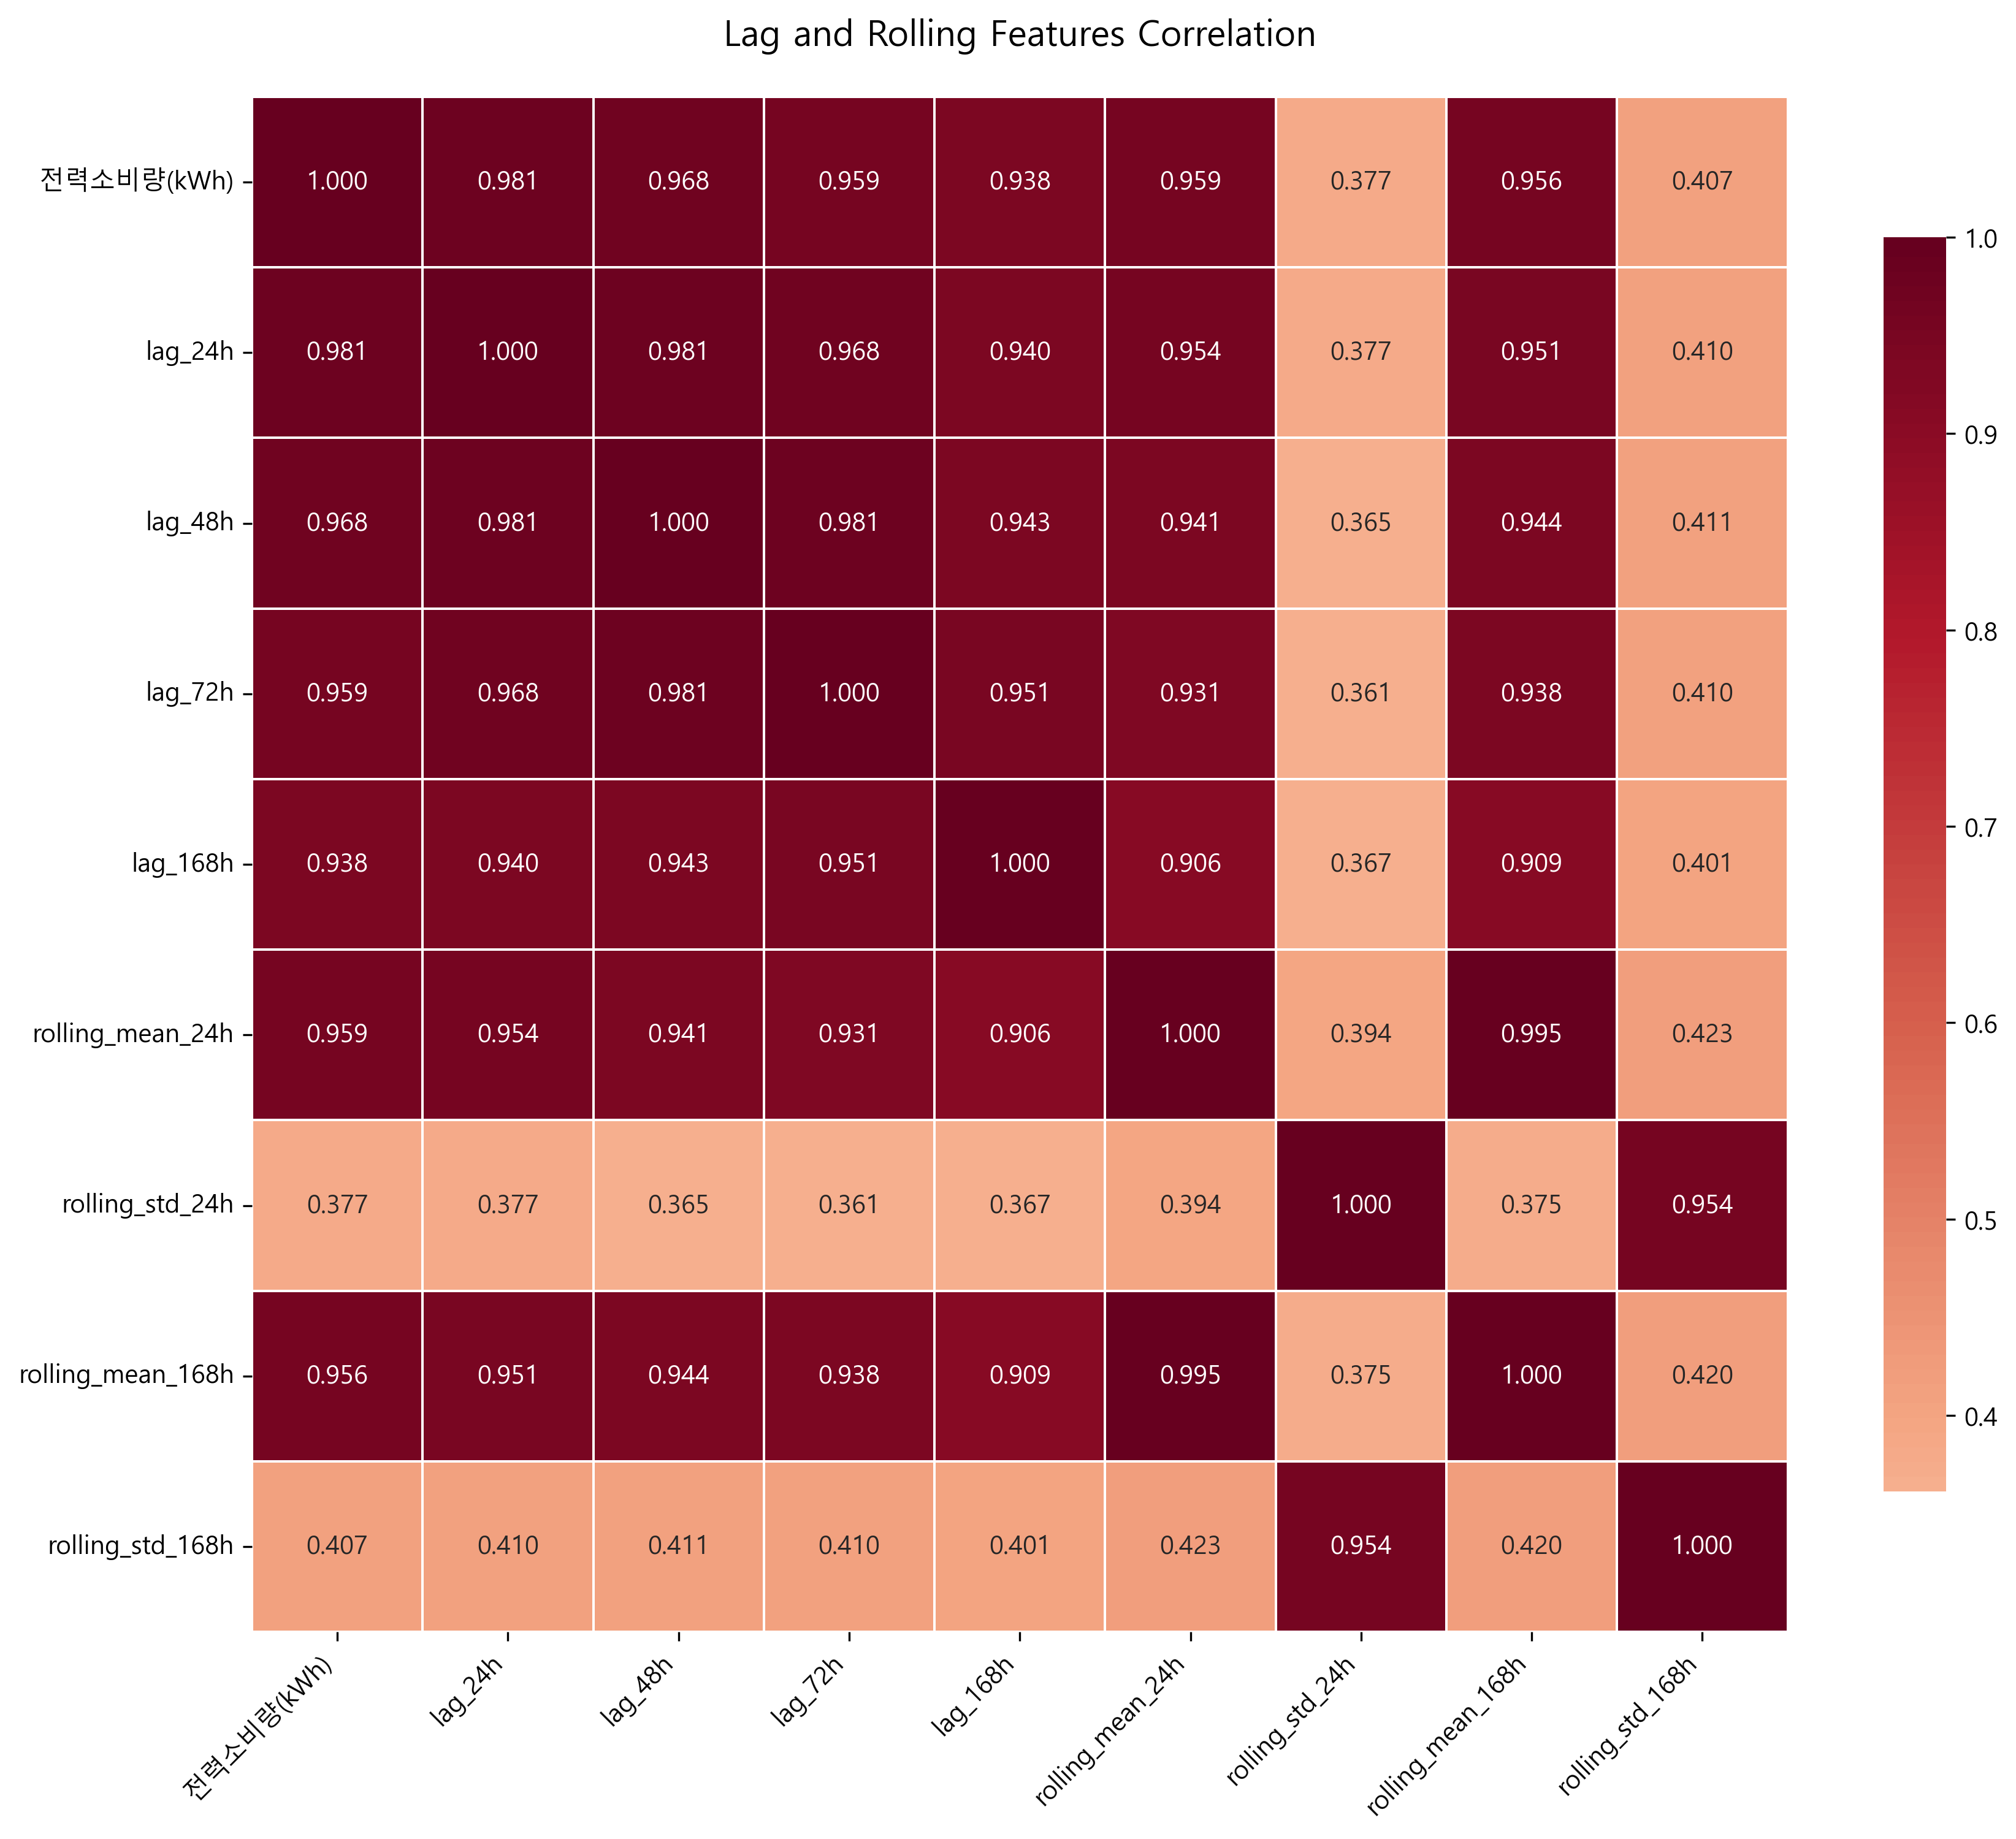 Lag and Rolling Features Correlation
전력소비량(kWh) 1.000 0.981 0.968 0.959 0.938 0.959 0.377 0.956 0.407
lag_24h 0.981 1.000 0.981 0.968 0.940 0.954 0.377 0.951 0.410
lag_48h 0.968 0.981 1.000 0.981 0.943 0.941 0.365 0.944 0.411
lag_72h 0.959 0.968 0.981 1.000 0.951 0.931 0.361 0.938 0.410
lag_168h 0.938 0.940 0.943 0.951 1.000 0.906 0.367 0.909 0.401
rolling_mean_24h 0.959 0.954 0.941 0.931 0.906 1.000 0.394 0.995 0.423
rolling_std_24h 0.377 0.377 0.365 0.361 0.367 0.394 1.000 0.375 0.954
rolling_mean_168h 0.956 0.951 0.944 0.938 0.909 0.995 0.375 1.000 0.420
rolling_std_168h 0.407 0.410 0.411 0.410 0.401 0.423 0.954 0.420 1.000
전력소비량(kWh) lag_24h lag_48h lag_72h lag_168h rolling_mean_24h rolling_std_24h rolling_mean_168h rolling_std_168h
1.0
0.9
0.8
0.7
0.6
0.5
0.4